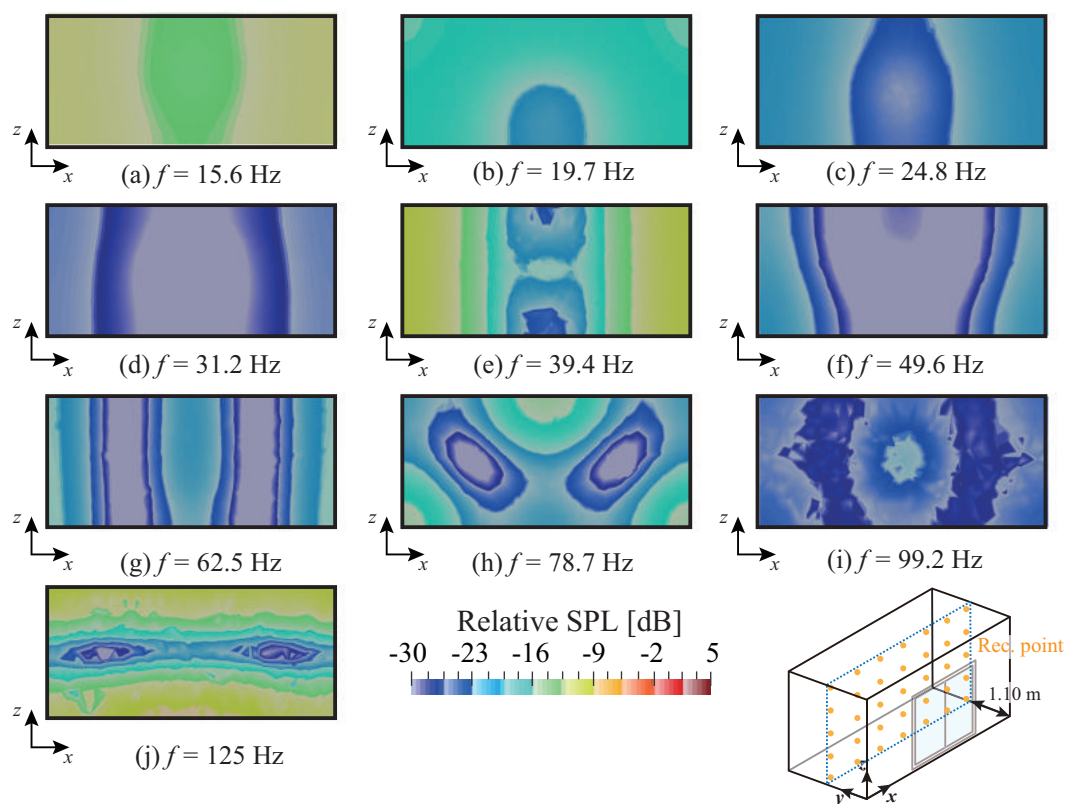 z
x
(a) f = 15.6 Hz
z
x
(b) f = 19.7 Hz
z
x
(c) f = 24.8 Hz
z
x
(d) f = 31.2 Hz
z
x
(e) f = 39.4 Hz
z
x
(f) f = 49.6 Hz
z
x
(g) f = 62.5 Hz
z
x
(h) f = 78.7 Hz
z
x
(i) f = 99.2 Hz
z
x
(j) f = 125 Hz
Relative SPL [dB]
-30 -23 -16 -9 -2 5
Rec. point
1.10 m
z
y
x